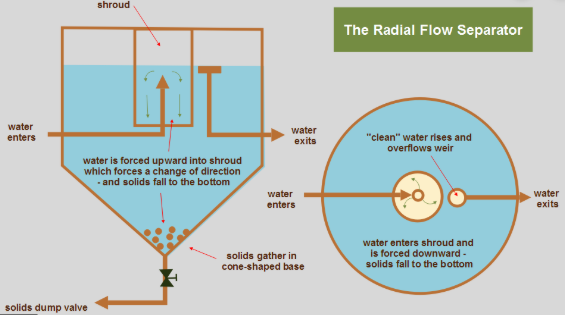 shroud
The Radial Flow Separator
water
enters
water
exits
water is forced upward into shroud
which forces a change of direction
- and solids fall to the bottom
solids gather in
cone-shaped base
solids dump valve
"clean" water rises and
overflows weir
water
enters
water
exits
water enters shroud and
is forced downward -
solids fall to the bottom